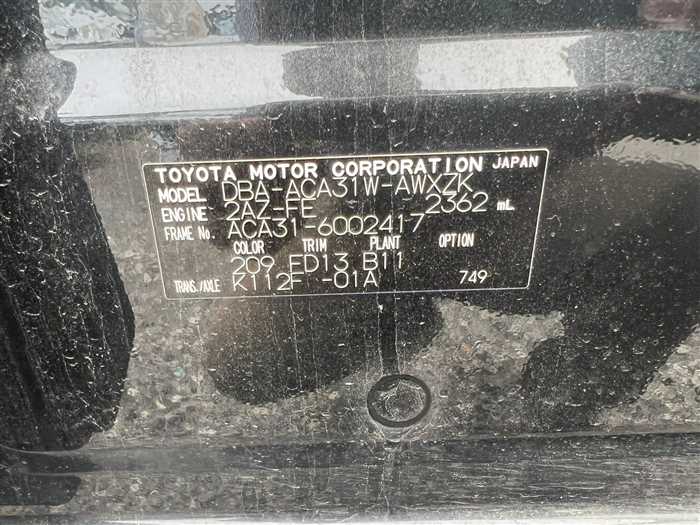 TOYOTA MOTOR CORPORATION JAPAN
MODEL DBA-ACA31W-AWXZK
ENGINE 2AZ-FE 2362 mL
FRAME No. ACA31-6002417
COLOR TRIM PLANT OPTION
209 FD13 B11
TRANS./AXLE K112F -01A 749